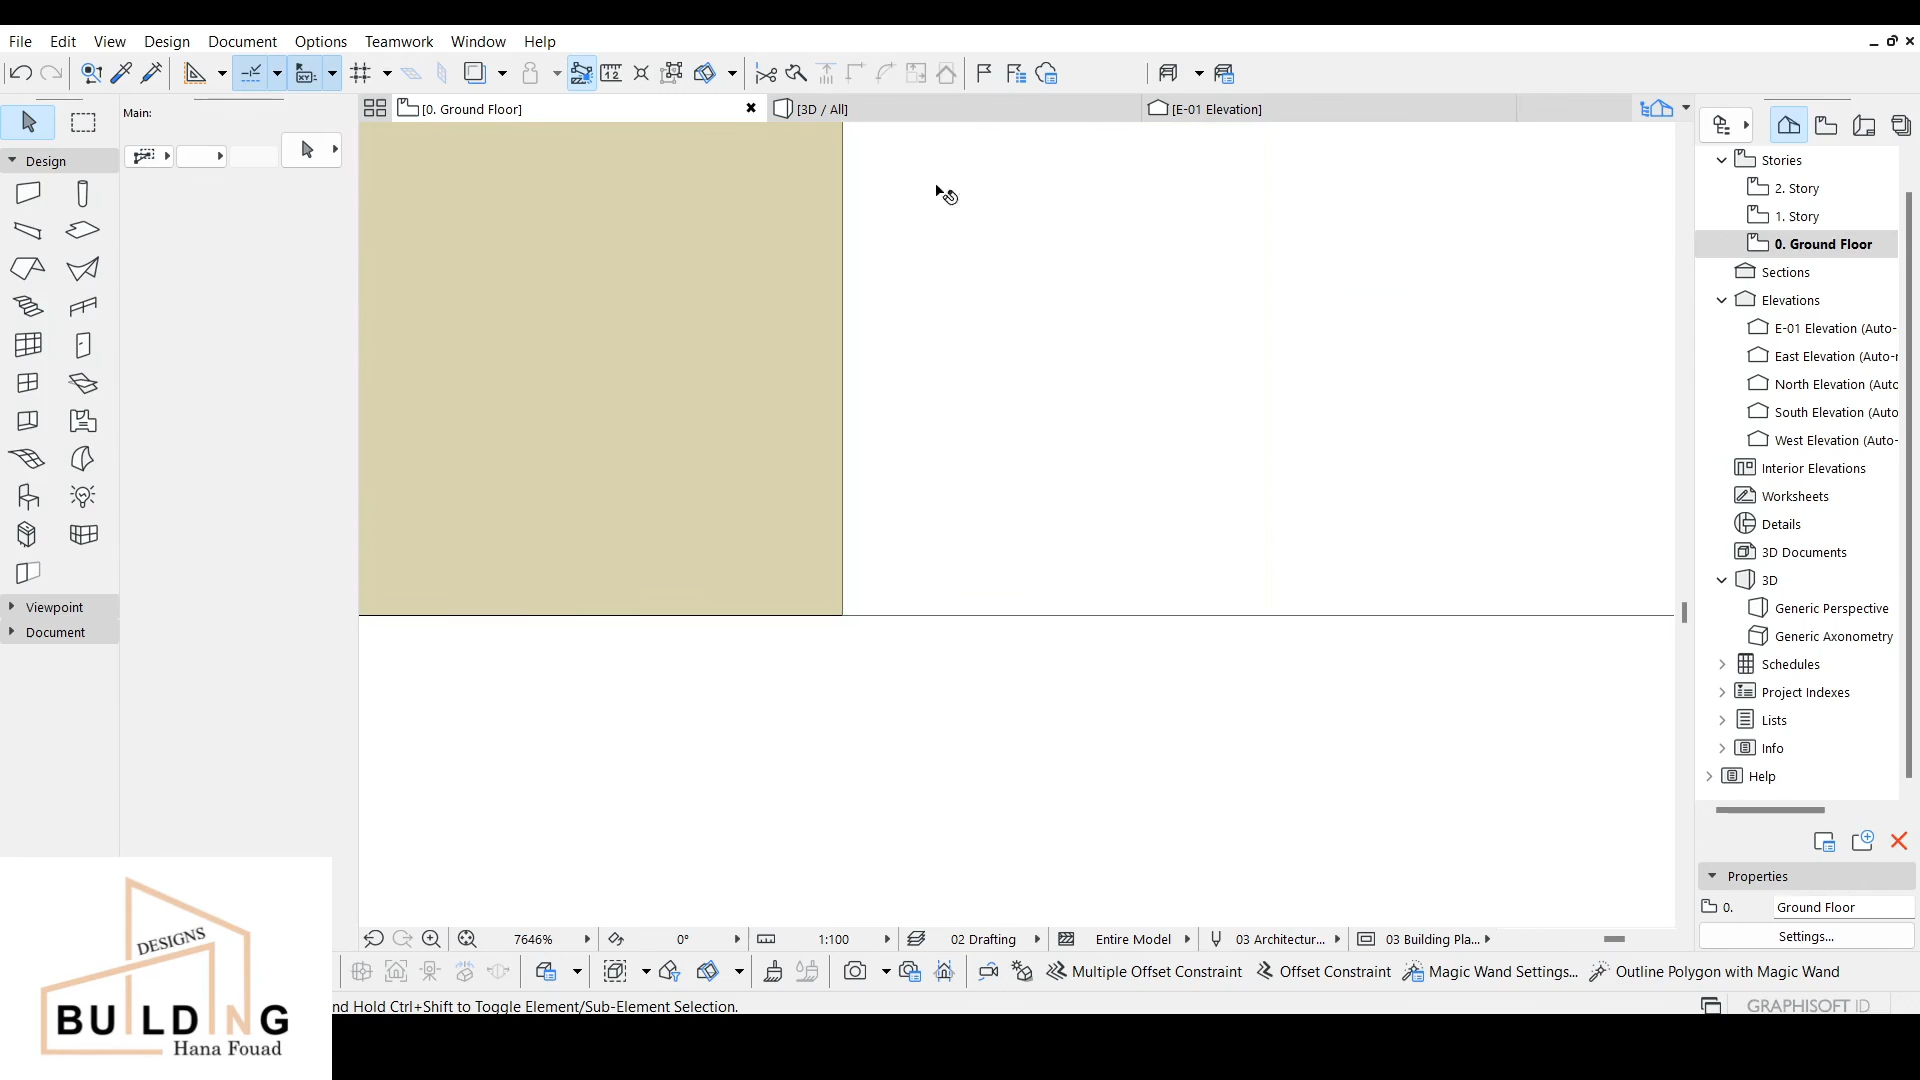 File Edit View Design Document Options Teamwork Window Help
[0. Ground Floor] [3D / All] [E-01 Elevation]
Main:
Design
Viewpoint
Document
Stories
2. Story
1. Story
0. Ground Floor
Sections
Elevations
E-01 Elevation (Auto-
East Elevation (Auto-r
North Elevation (Auto
South Elevation (Auto
West Elevation (Auto-
Interior Elevations
Worksheets
Details
3D Documents
3D
Generic Perspective
Generic Axonometry
Schedules
Project Indexes
Lists
Info
Help
Properties
0. Ground Floor
Settings...
7646% 0° 1:100 02 Drafting Entire Model 03 Architectur... 03 Building Pla...
Multiple Offset Constraint Offset Constraint Magic Wand Settings... Outline Polygon with Magic Wand
nd Hold Ctrl+Shift to Toggle Element/Sub-Element Selection.
GRAPHISOFT ID
DESIGNS
BUILDING
Hana Fouad